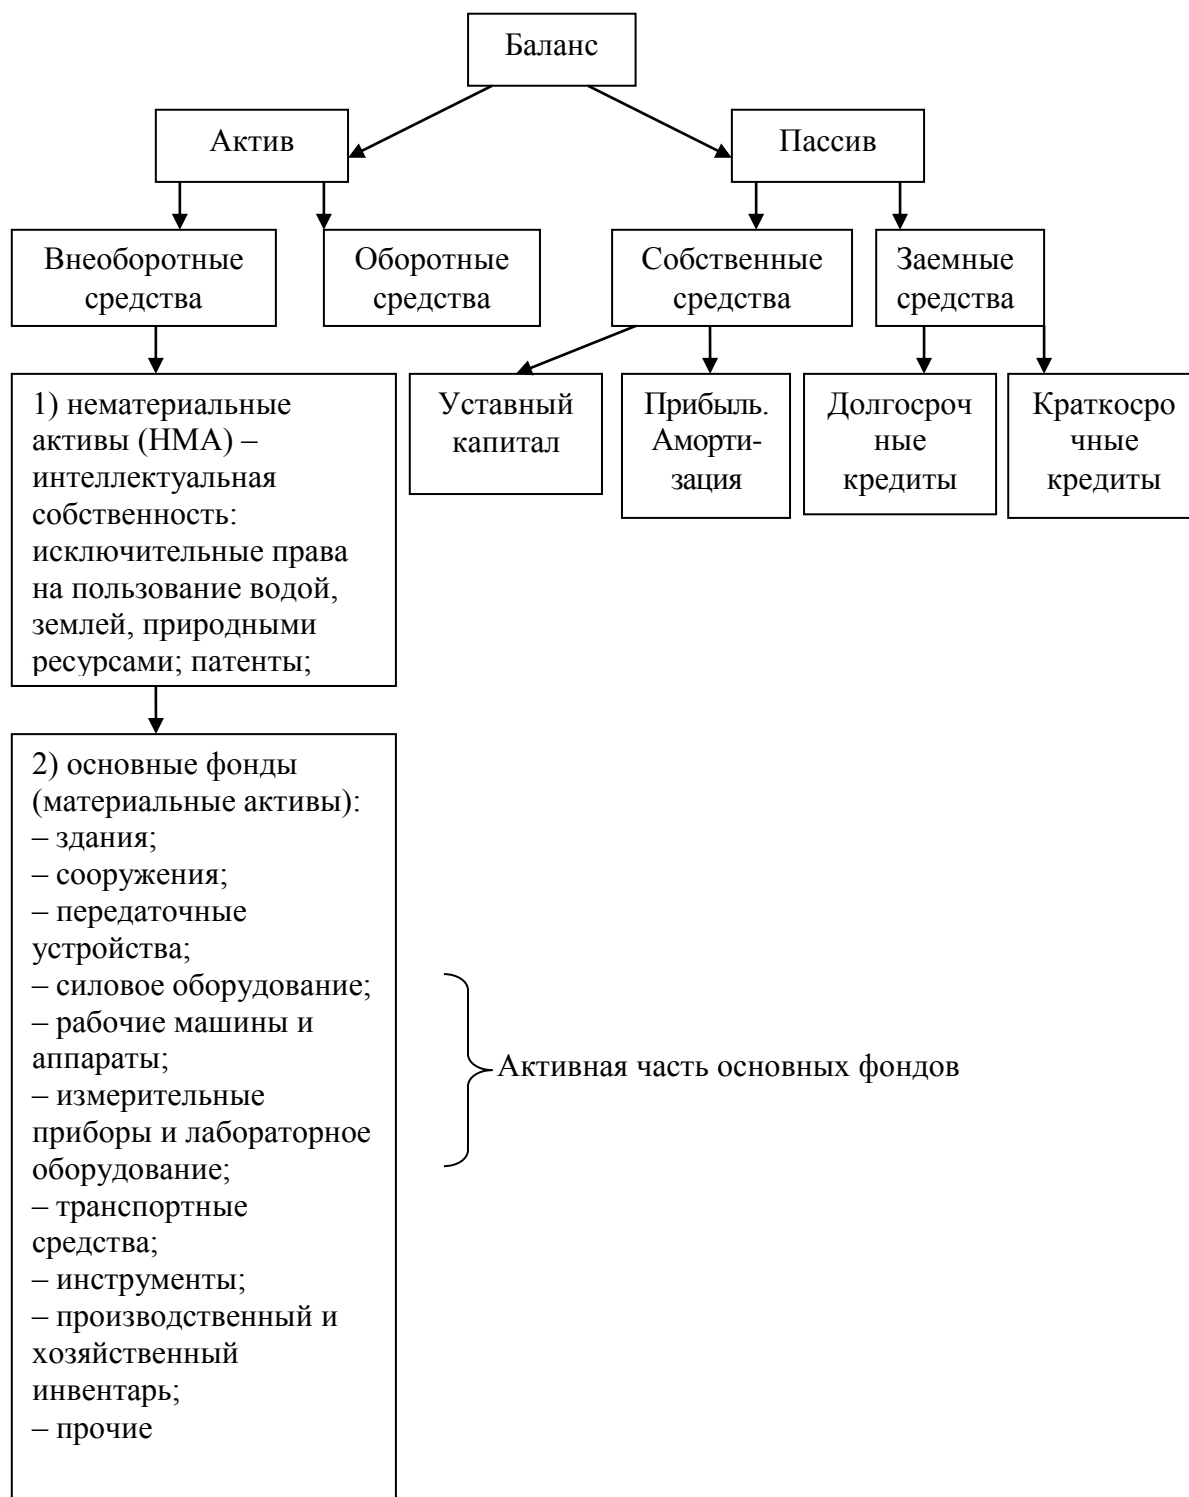 Баланс
Актив
Пассив
Внеоборотные
средства
Оборотные
средства
Собственные
средства
Заемные
средства
1) нематериальные
активы (НМА) –
интеллектуальная
собственность:
исключительные права
на пользование водой,
землей, природными
ресурсами; патенты;
Уставный
капитал
Прибыль.
Аморти-
зация
Долгосроч
ные
кредиты
Краткосро
чные
кредиты
2) основные фонды
(материальные активы):
– здания;
– сооружения;
– передаточные
устройства;
– силовое оборудование;
– рабочие машины и
аппараты;
– измерительные
приборы и лабораторное
оборудование;
– транспортные
средства;
– инструменты;
– производственный и
хозяйственный
инвентарь;
– прочие
Активная часть основных фондов